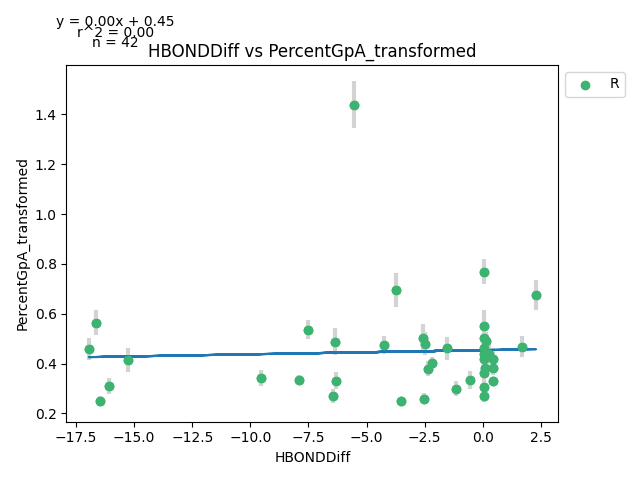 y = 0.00x + 0.45
r^2 = 0.00
n = 42
HBONDDiff vs PercentGpA_transformed
R
PercentGpA_transformed
1.4
1.2
1.0
0.8
0.6
0.4
0.2
−17.5 −15.0 −12.5 −10.0 −7.5 −5.0 −2.5 0.0 2.5
HBONDDiff